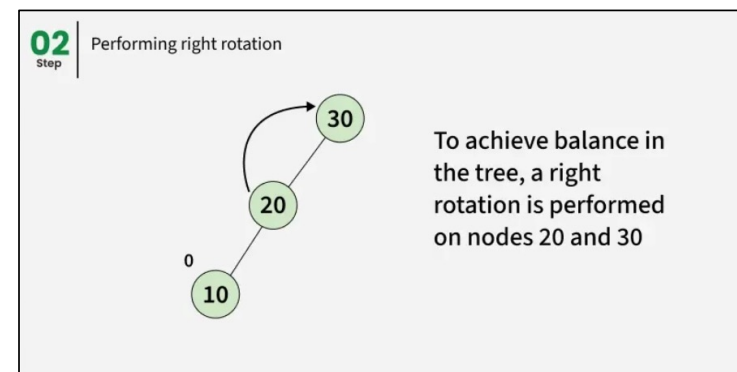 02
Step
Performing right rotation
30
20
0
10
To achieve balance in
the tree, a right
rotation is performed
on nodes 20 and 30